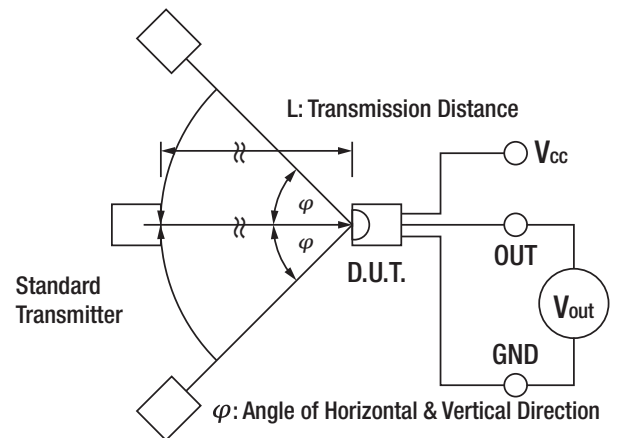 L: Transmission Distance
Vcc
φ
φ
OUT
D.U.T.
Standard
Transmitter
Vout
GND
φ: Angle of Horizontal & Vertical Direction